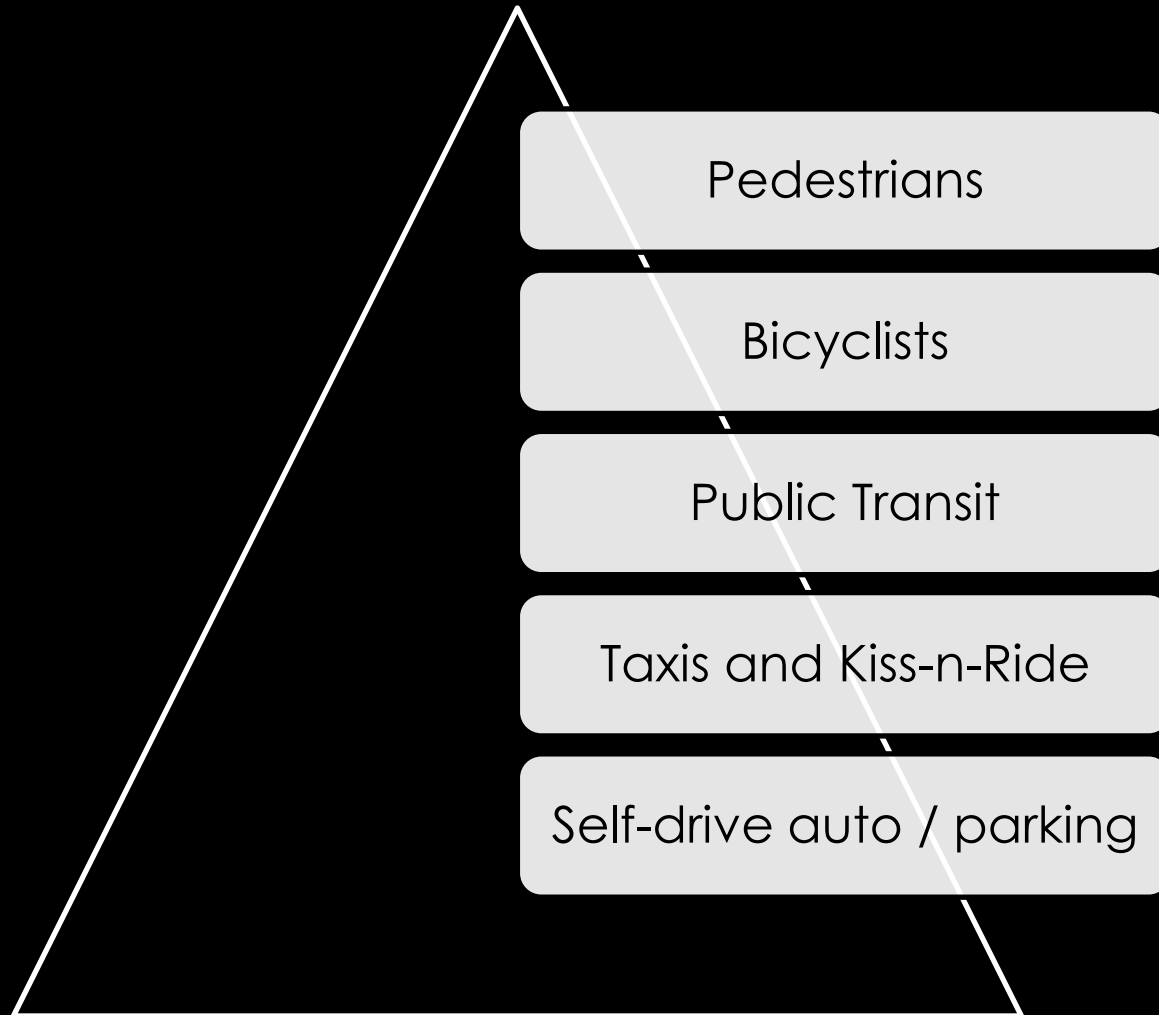 Pedestrians
Bicyclists
Public Transit
Taxis and Kiss-n-Ride
Self-drive auto / parking